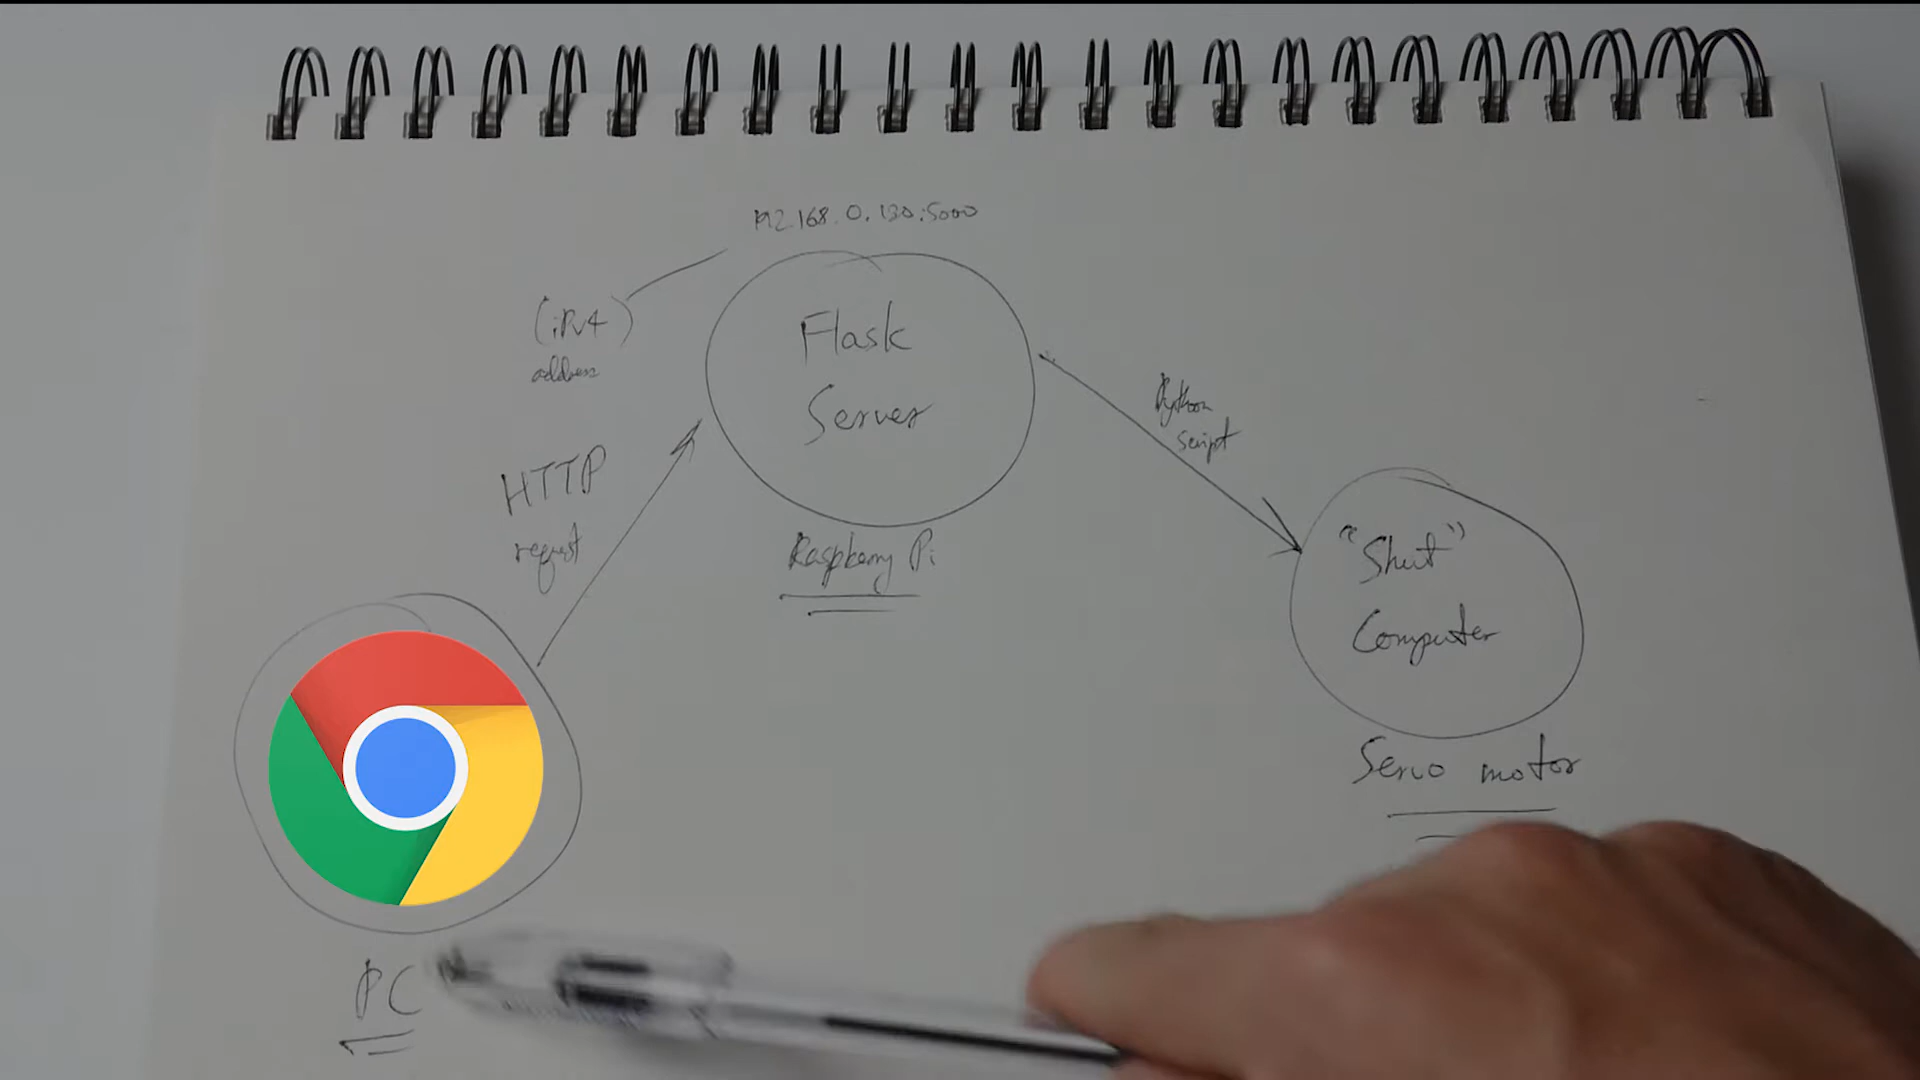 192.168.0.130:5000
(iPv4
address
)
Flask
Server
Raspberry Pi
HTTP
request
Python
script
"Shut"
Computer
Servo motor
PC